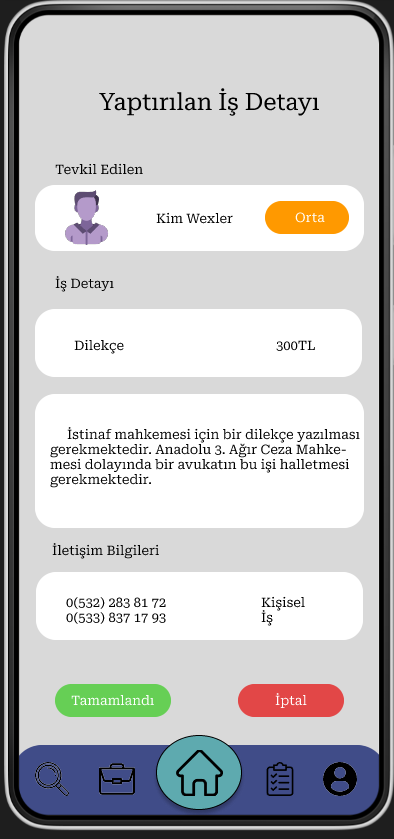 Yaptırılan İş Detayı
Tevkil Edilen
Kim Wexler
Orta
İş Detayı
Dilekçe
300TL
İstinaf mahkemesi için bir dilekçe yazılması
gerekmektedir. Anadolu 3. Ağır Ceza Mahke-
mesi dolayında bir avukatın bu işi halletmesi
gerekmektedir.
İletişim Bilgileri
0(532) 283 81 72
Kişisel
0(533) 837 17 93
İş
Tamamlandı
İptal